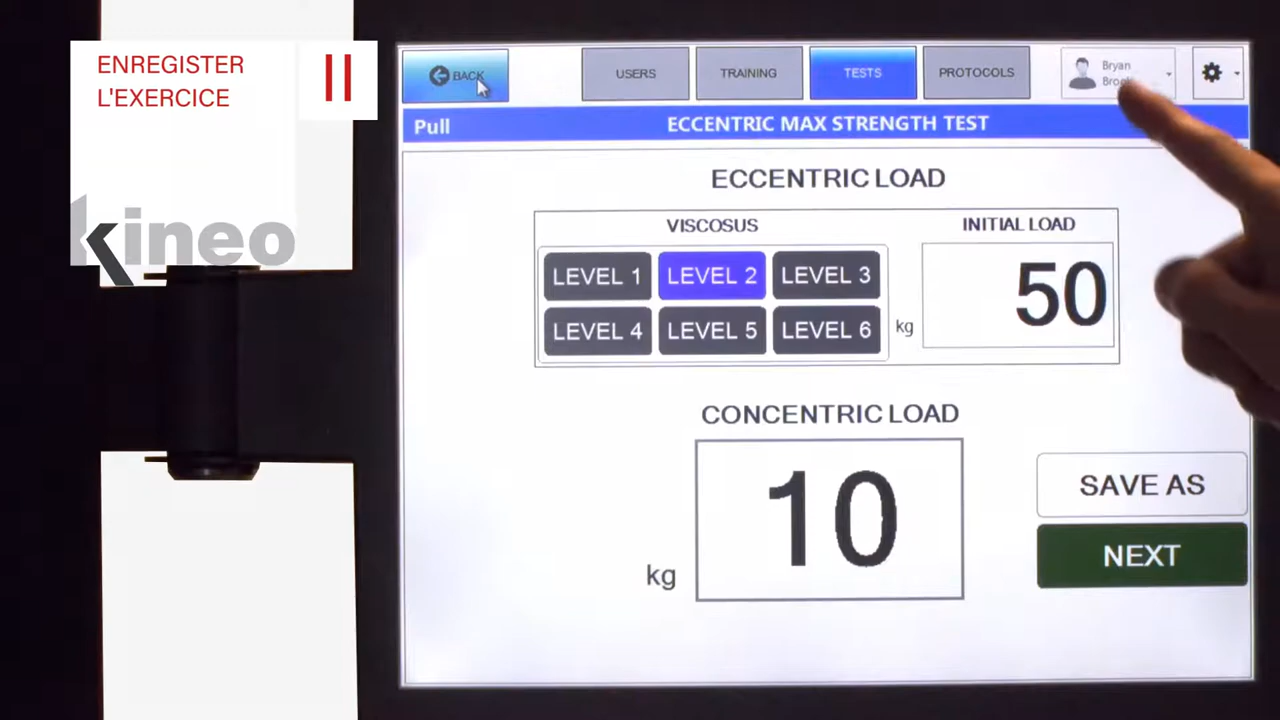 ENREGISTER
L'EXERCICE
kineo
BACK
USERS
TRAINING
TESTS
PROTOCOLS
Bryan
Pull
ECCENTRIC MAX STRENGTH TEST
ECCENTRIC LOAD
VISCOSUS
INITIAL LOAD
LEVEL 1
LEVEL 2
LEVEL 3
LEVEL 4
LEVEL 5
LEVEL 6
kg
50
CONCENTRIC LOAD
10
kg
SAVE AS
NEXT